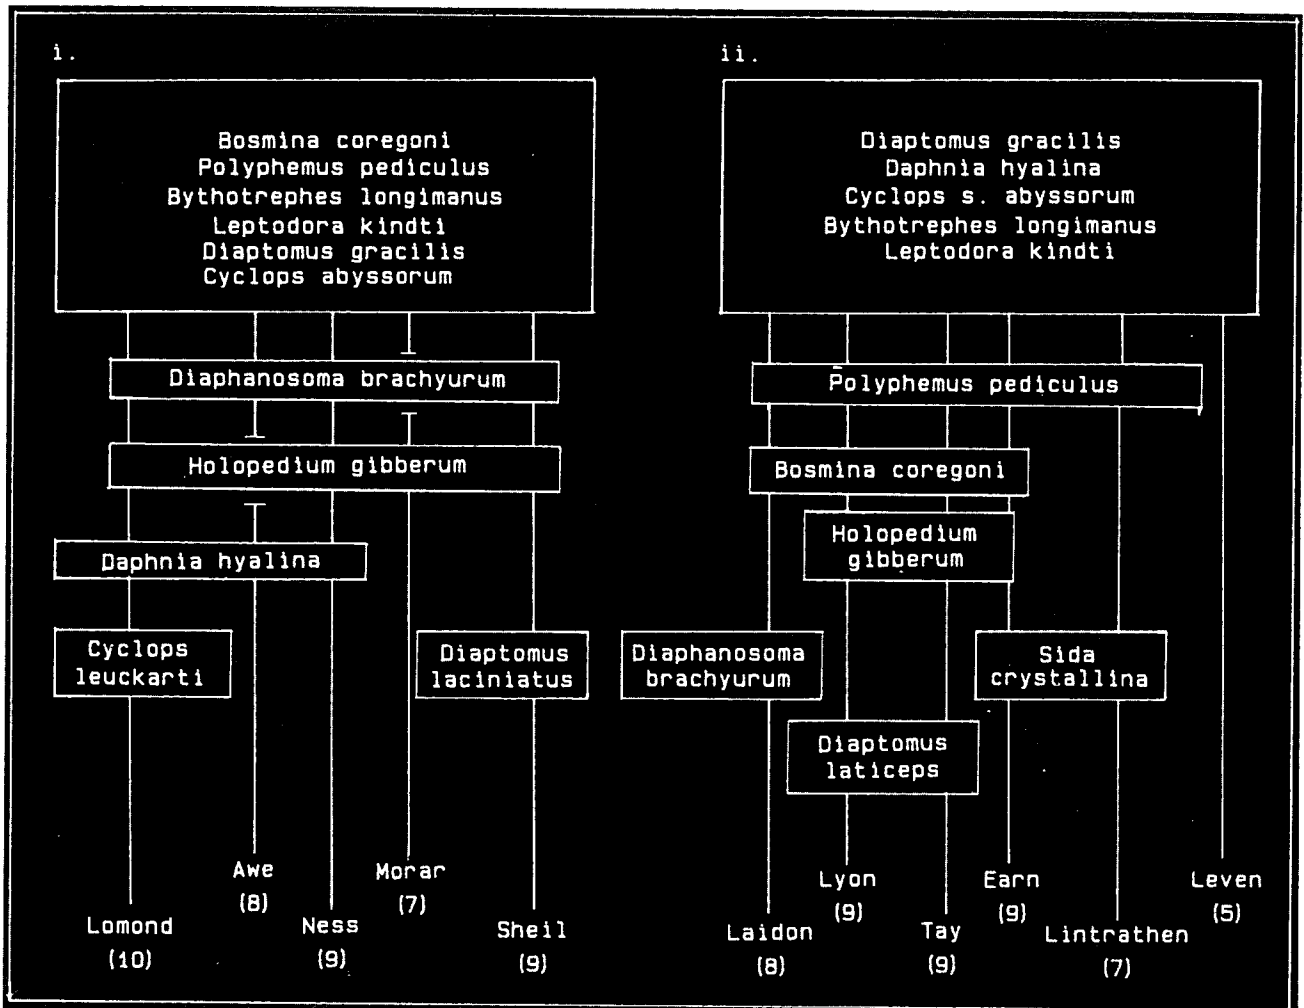 i.
Bosmina coregoni
Polyphemus pediculus
Bythotrephes longimanus
Leptodora kindti
Diaptomus gracilis
Cyclops abyssorum
Diaphanosoma brachyurum
Holopedium gibberum
Daphnia hyalina
Cyclops
leuckarti
Diaptomus
laciniatus
Lomond
(10)
Awe
(8)
Ness
(9)
Morar
(7)
Sheil
(9)
ii.
Diaptomus gracilis
Daphnia hyalina
Cyclops s. abyssorum
Bythotrephes longimanus
Leptodora kindti
Polyphemus pediculus
Bosmina coregoni
Holopedium
gibberum
Diaphanosoma
brachyurum
Sida
crystallina
Diaptomus
laticeps
Laidon
(8)
Lyon
(9)
Tay
(9)
Earn
(9)
Lintrathen
(7)
Leven
(5)